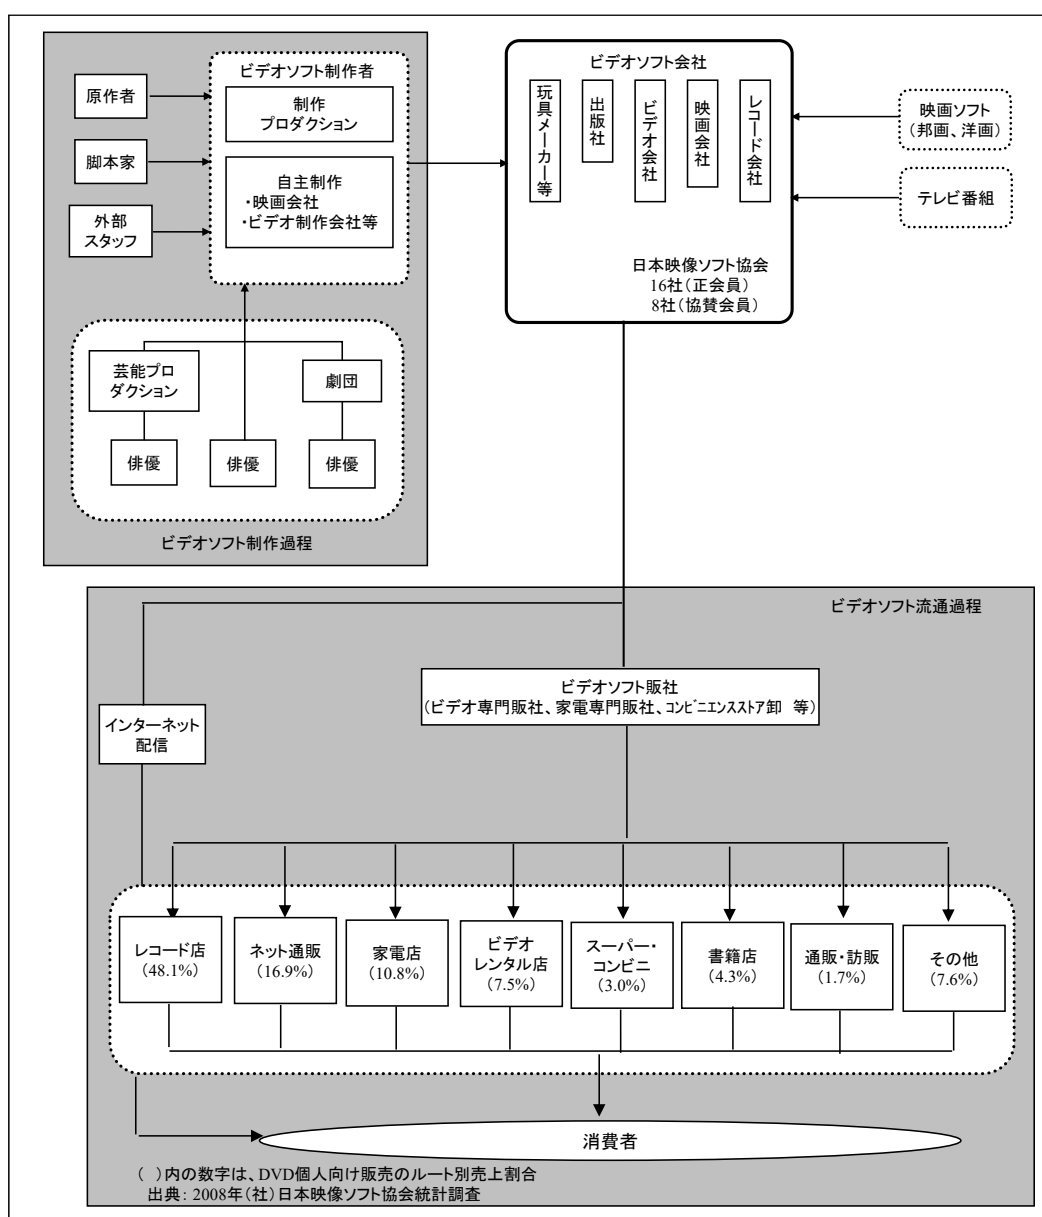 ビデオソフト制作者
原作者
脚本家
外部
スタッフ
制作
プロダクション
自主制作
・映画会社
・ビデオ制作会社等
芸能プロ
ダクション
劇団
俳優
俳優
俳優
ビデオソフト制作過程
ビデオソフト会社
玩具メーカー等
出版社
ビデオ会社
映画会社
レコード会社
日本映像ソフト協会
16社(正会員)
8社(協賛会員)
映画ソフト
(邦画、洋画)
テレビ番組
ビデオソフト流通過程
ビデオソフト販社
(ビデオ専門販社、家電専門販社、コンビニエンスストア卸 等)
インターネット
配信
レコード店
(48.1%)
ネット通販
(16.9%)
家電店
(10.8%)
ビデオ
レンタル店
(7.5%)
スーパー・
コンビニ
(3.0%)
書籍店
(4.3%)
通販・訪販
(1.7%)
その他
(7.6%)
消費者
( )内の数字は、DVD個人向け販売のルート別売上割合
出典: 2008年(社)日本映像ソフト協会統計調査